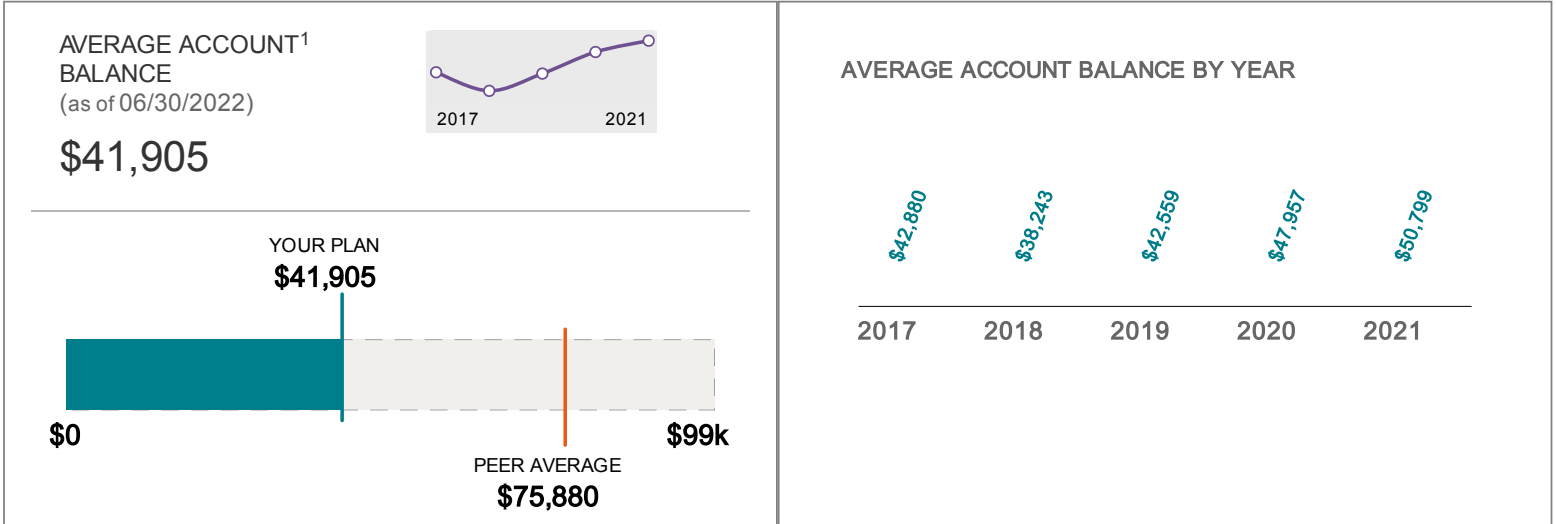 AVERAGE ACCOUNT¹
BALANCE
(as of 06/30/2022)
$41,905
2017 2021
YOUR PLAN
$41,905
$0 $99k
PEER AVERAGE
$75,880
AVERAGE ACCOUNT BALANCE BY YEAR
$42,880 $38,243 $42,559 $47,957 $50,799
2017 2018 2019 2020 2021